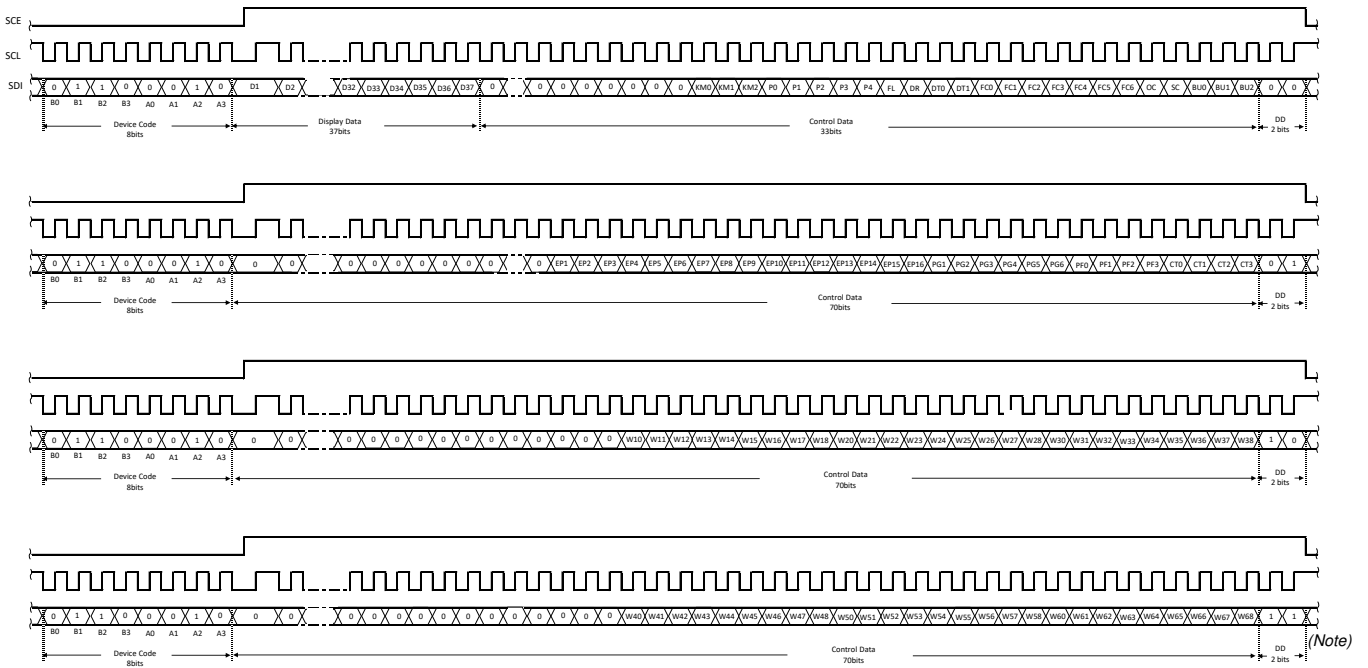 SCE
SCL
SDI 0 1 1 0 0 0 1 0 D1 D2 D32 D33 D34 D35 D36 D37 0 0 0 0 0 0 0 0 KM0 KM1 KM2 P0 P1 P2 P3 P4 FL DR DT0 DT1 FC0 FC1 FC2 FC3 FC4 FC5 FC6 OC SC BU0 BU1 BU2 0 0
B0 B1 B2 B3 A0 A1 A2 A3
Device Code Display Data Control Data DD
8bits 37bits 33bits 2 bits
0 1 1 0 0 0 1 0 0 0 0 0 0 0 0 0 0 0 EP1 EP2 EP3 EP4 EP5 EP6 EP7 EP8 EP9 EP10 EP11 EP12 EP13 EP14 EP15 EP16 PG1 PG2 PG3 PG4 PG5 PG6 PF0 PF1 PF2 PF3 CT0 CT1 CT2 CT3 0 1
B0 B1 B2 B3 A0 A1 A2 A3
Device Code Control Data DD
8bits 70bits 2 bits
0 1 1 0 0 0 1 0 0 0 0 0 0 0 0 0 0 0 0 0 0 0 W10 W11 W12 W13 W14 W15 W16 W17 W18 W20 W21 W22 W23 W24 W25 W26 W27 W28 W30 W31 W32 W33 W34 W35 W36 W37 W38 1 0
B0 B1 B2 B3 A0 A1 A2 A3
Device Code Control Data DD
8bits 70bits 2 bits
0 1 1 0 0 0 1 0 0 0 0 0 0 0 0 0 0 0 0 0 0 0 W40 W41 W42 W43 W44 W45 W46 W47 W48 W50 W51 W52 W53 W54 W55 W56 W57 W58 W60 W61 W62 W63 W64 W65 W66 W67 W68 1 1
B0 B1 B2 B3 A0 A1 A2 A3
(Note)
Device Code Control Data DD
8bits 70bits 2 bits